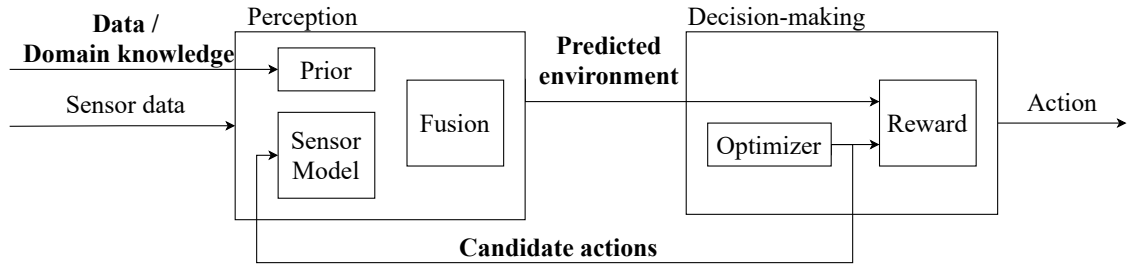 Data /
Domain knowledge
Sensor data
Perception
Prior
Sensor
Model
Fusion
Predicted
environment
Decision-making
Optimizer
Reward
Action
Candidate actions